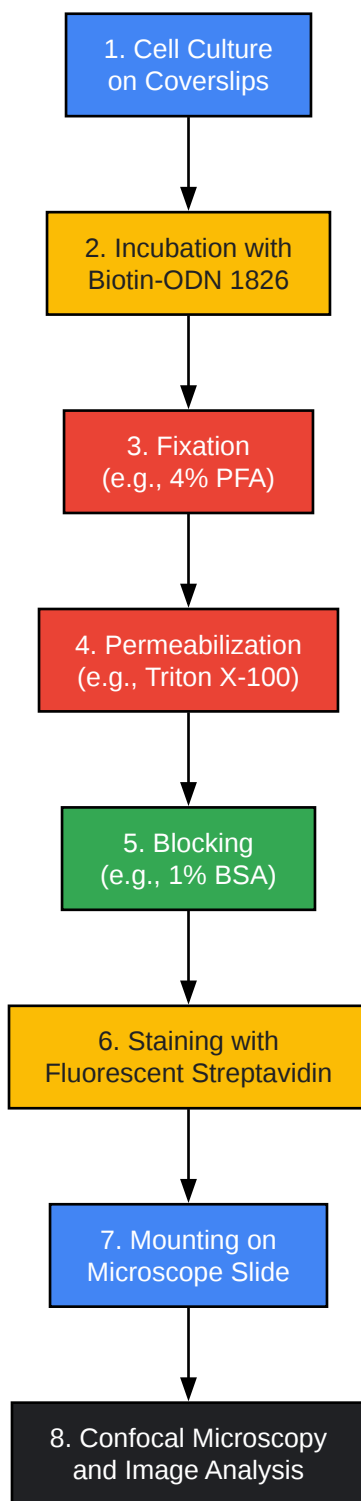 1. Cell Culture
on Coverslips
2. Incubation with
Biotin-ODN 1826
3. Fixation
(e.g., 4% PFA)
4. Permeabilization
(e.g., Triton X-100)
5. Blocking
(e.g., 1% BSA)
6. Staining with
Fluorescent Streptavidin
7. Mounting on
Microscope Slide
8. Confocal Microscopy
and Image Analysis